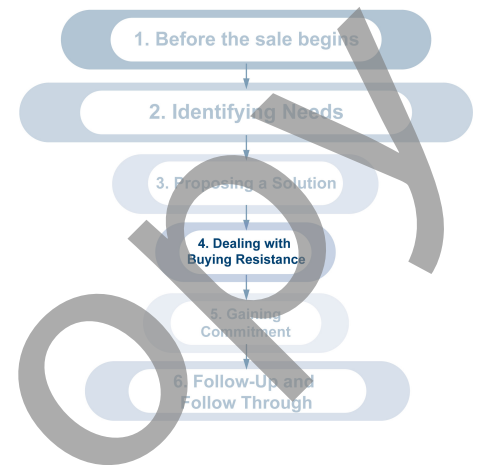 1. Before the sale begins
2. Identifying Needs
3. Proposing a Solution
4. Dealing with
Buying Resistance
5. Gaining
Commitment
6. Follow-Up and
Follow Through
opy